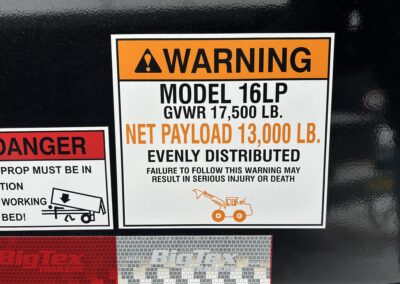 WARNING
MODEL 16LP
GVWR 17,500 LB.
NET PAYLOAD 13,000 LB.
EVENLY DISTRIBUTED
FAILURE TO FOLLOW THIS WARNING MAY
RESULT IN SERIOUS INJURY OR DEATH
DANGER
PROP MUST BE IN
TION
WORKING
BED!
BigTex
TRAILERS
BigTex